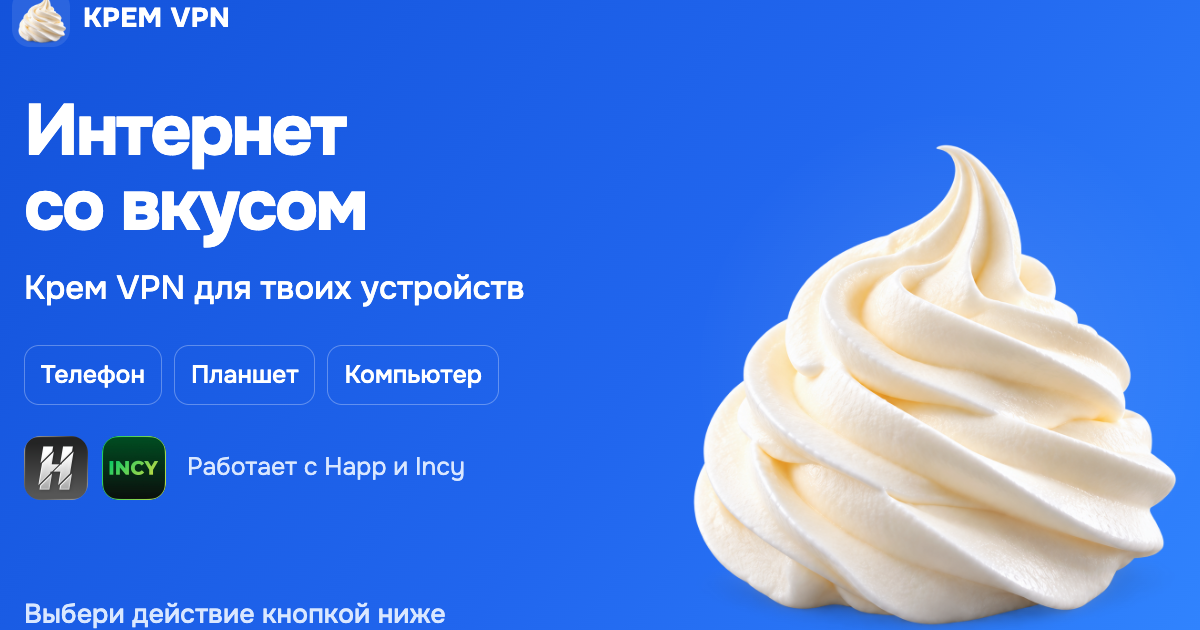 КРЕМ VPN
Интернет
со вкусом
Крем VPN для твоих устройств
Телефон Планшет Компьютер
INCY Работает с Happ и Incy
Выбери действие кнопкой ниже